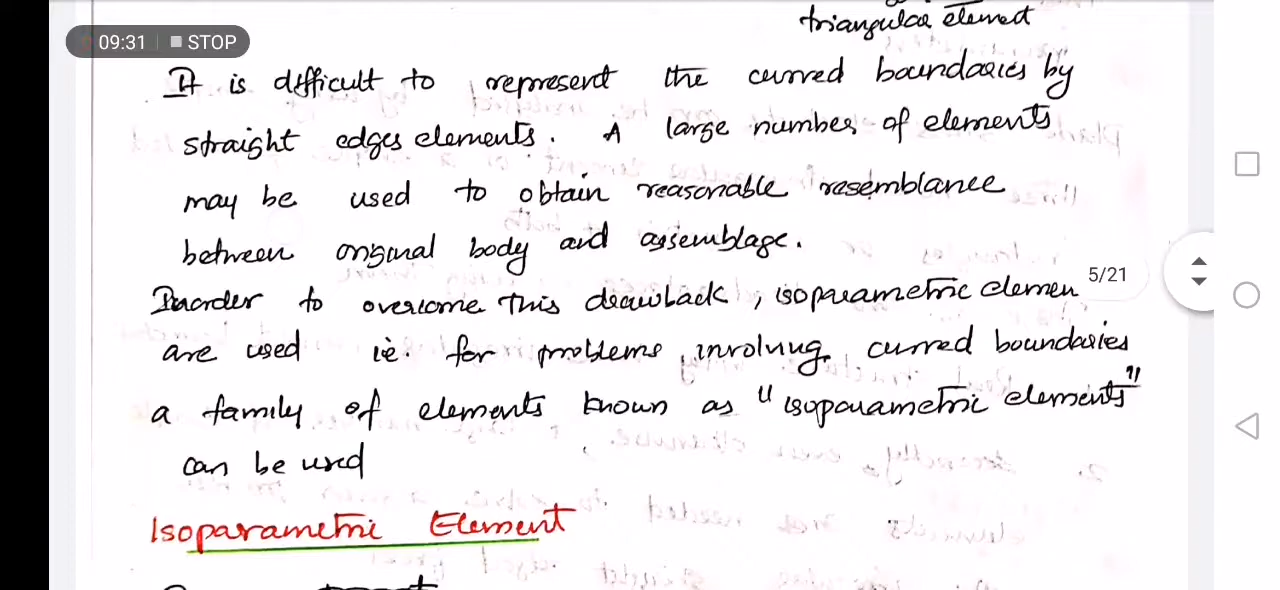 triangular element
09:31 STOP
It is difficult to represent the curved boundaries by
straight edges elements. A large number of elements
may be used to obtain reasonable resemblance
between original body and assemblage.
Inorder to overcome this drawback, isoparametric elemen
5/21
are used ie. for problems involving curved boundaries
a family of elements known as "isoparametric elements"
can be used
Isoparametric Element